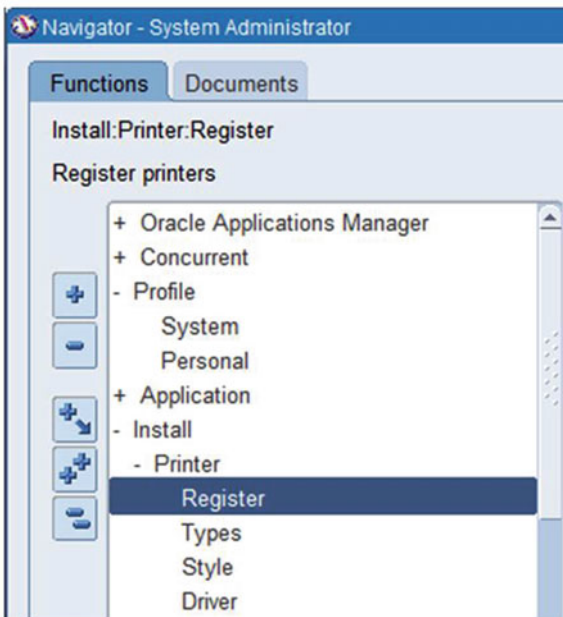 Navigator - System Administrator
Functions Documents
Install:Printer:Register
Register printers
+ Oracle Applications Manager
+ Concurrent
- Profile
System
Personal
+ Application
- Install
- Printer
Register
Types
Style
Driver